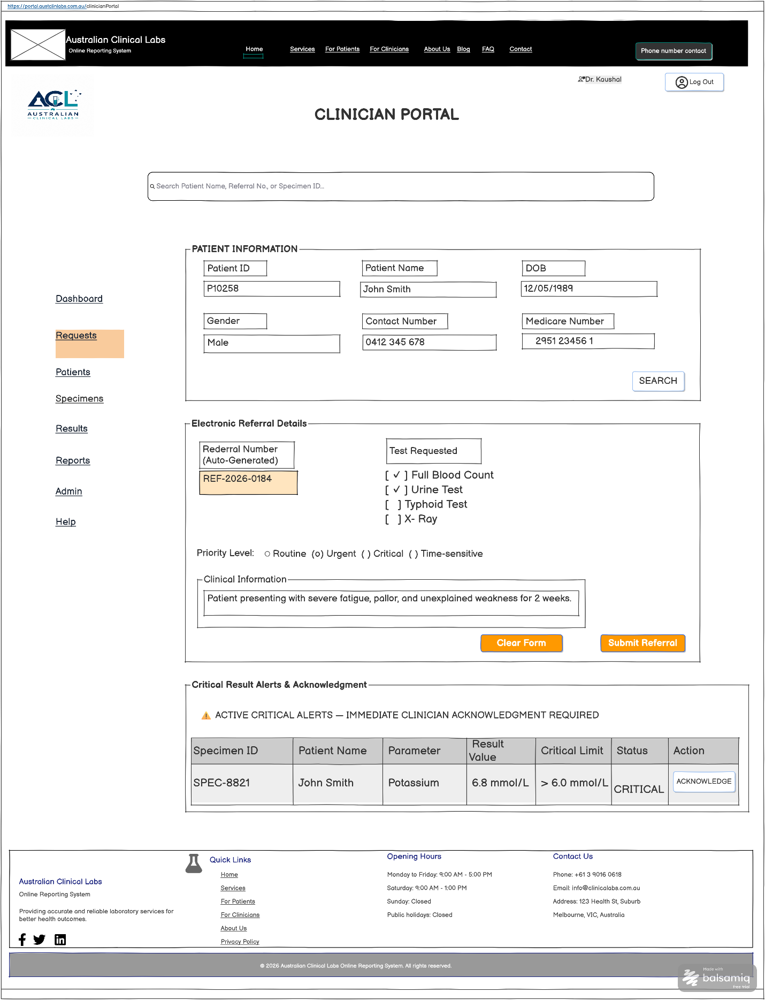 https://portal.austclinlabs.com.au/clinicianPortal
Australian Clinical Labs
Online Reporting System
Home Services For Patients For Clinicians About Us Blog FAQ Contact
Phone number contact
Dr. Kaushal
Log Out
ACL
AUSTRALIAN
CLINICAL LABS
CLINICIAN PORTAL
Search Patient Name, Referral No., or Specimen ID...
Dashboard
Requests
Patients
Specimens
Results
Reports
Admin
Help
PATIENT INFORMATION
Patient ID Patient Name DOB
P10258 John Smith 12/05/1989
Gender Contact Number Medicare Number
Male 0412 345 678 2951 23456 1
SEARCH
Electronic Referral Details
Rederral Number
(Auto-Generated)
REF-2026-0184
Test Requested
[ ✓ ] Full Blood Count
[ ✓ ] Urine Test
[ ] Typhoid Test
[ ] X- Ray
Priority Level: ○ Routine (o) Urgent ( ) Critical ( ) Time-sensitive
Clinical Information
Patient presenting with severe fatigue, pallor, and unexplained weakness for 2 weeks.
Clear Form Submit Referral
Critical Result Alerts & Acknowledgment
⚠ ACTIVE CRITICAL ALERTS — IMMEDIATE CLINICIAN ACKNOWLEDGMENT REQUIRED
Specimen ID Patient Name Parameter Result Value Critical Limit Status Action
SPEC-8821 John Smith Potassium 6.8 mmol/L > 6.0 mmol/L CRITICAL ACKNOWLEDGE
Australian Clinical Labs
Online Reporting System
Providing accurate and reliable laboratory services for
better health outcomes.
Quick Links
Home
Services
For Patients
For Clinicians
About Us
Privacy Policy
Opening Hours
Monday to Friday: 9:00 AM - 5:00 PM
Saturday: 9:00 AM - 1:00 PM
Sunday: Closed
Public holidays: Closed
Contact Us
Phone: +61 3 9016 0618
Email: info@clinicalabs.com.au
Address: 123 Health St, Suburb
Melbourne, VIC, Australia
© 2026 Australian Clinical Labs Online Reporting System. All rights reserved.
Made with
balsamiq
free trial